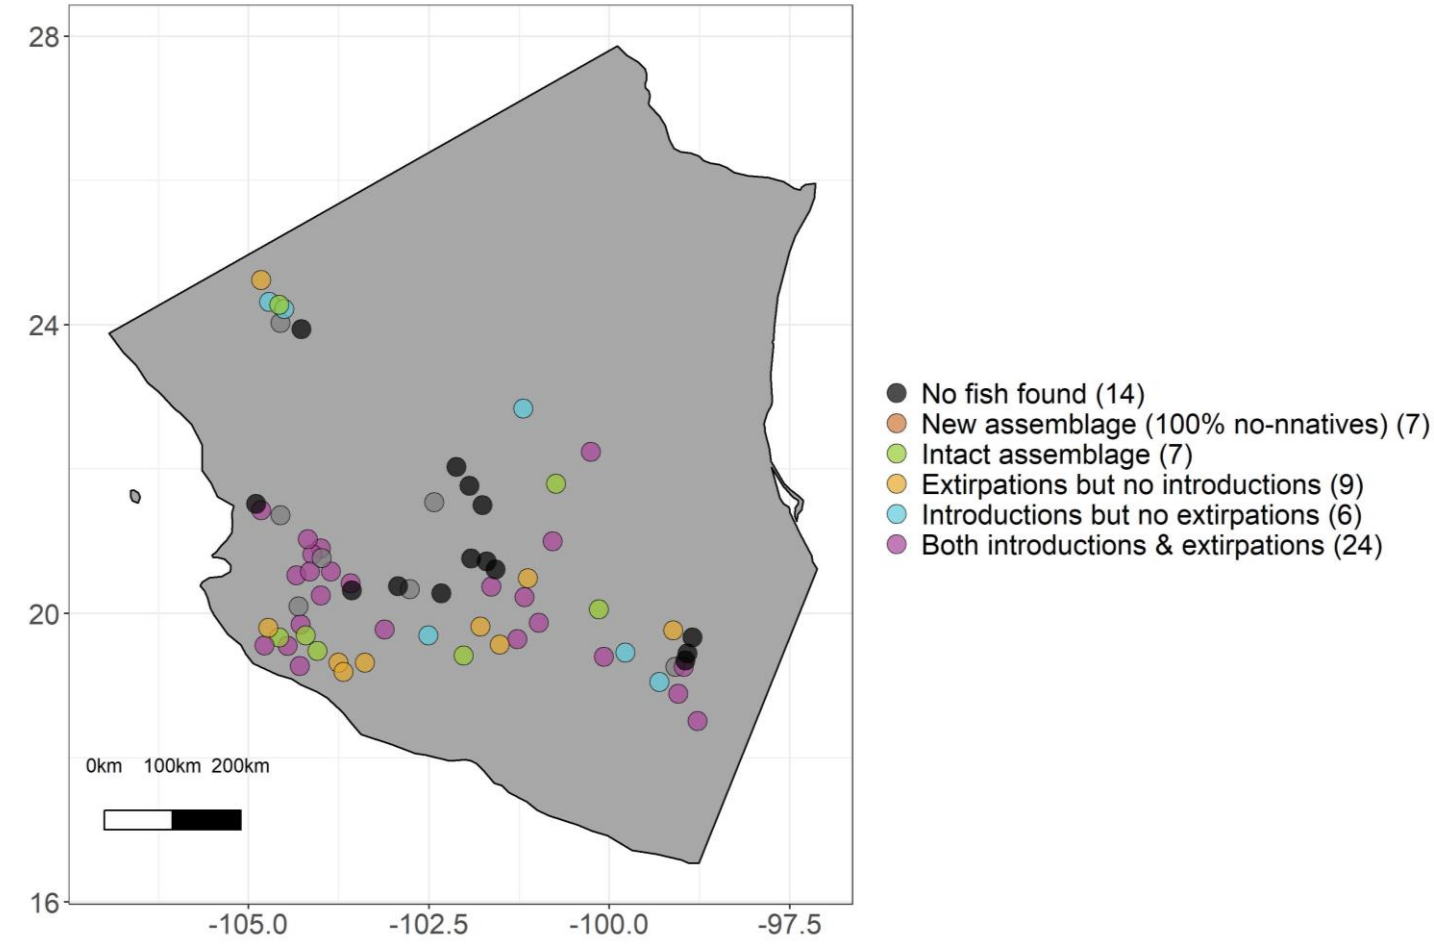 28
24
20
16
-105.0 -102.5 -100.0 -97.5
0km 100km 200km
No fish found (14)
New assemblage (100% no-nnatives) (7)
Intact assemblage (7)
Extirpations but no introductions (9)
Introductions but no extirpations (6)
Both introductions & extirpations (24)